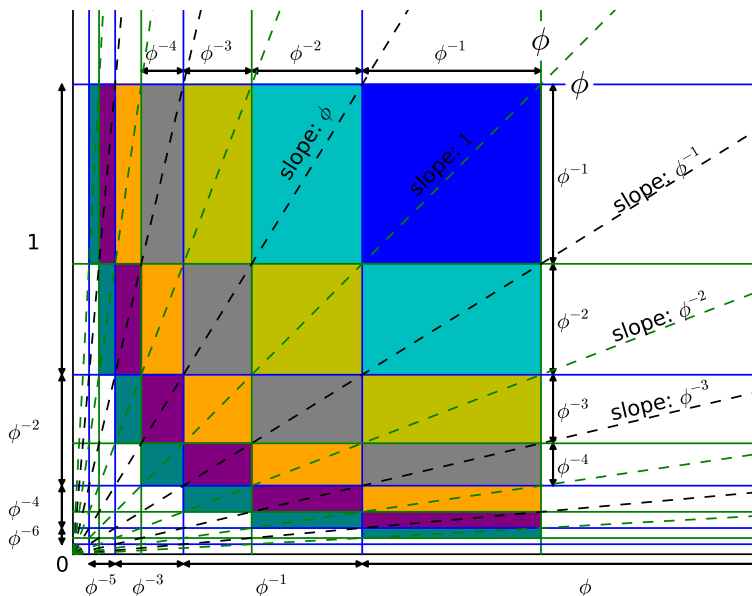 ϕ
ϕ⁻⁴ ϕ⁻³ ϕ⁻² ϕ⁻¹
ϕ
slope: ϕ
slope: 1
slope: ϕ⁻¹
ϕ⁻¹
1
slope: ϕ⁻²
ϕ⁻²
slope: ϕ⁻³
ϕ⁻³
ϕ⁻²
ϕ⁻⁴
ϕ⁻⁴
ϕ⁻⁶
0
ϕ⁻⁵ ϕ⁻³ ϕ⁻¹ ϕ